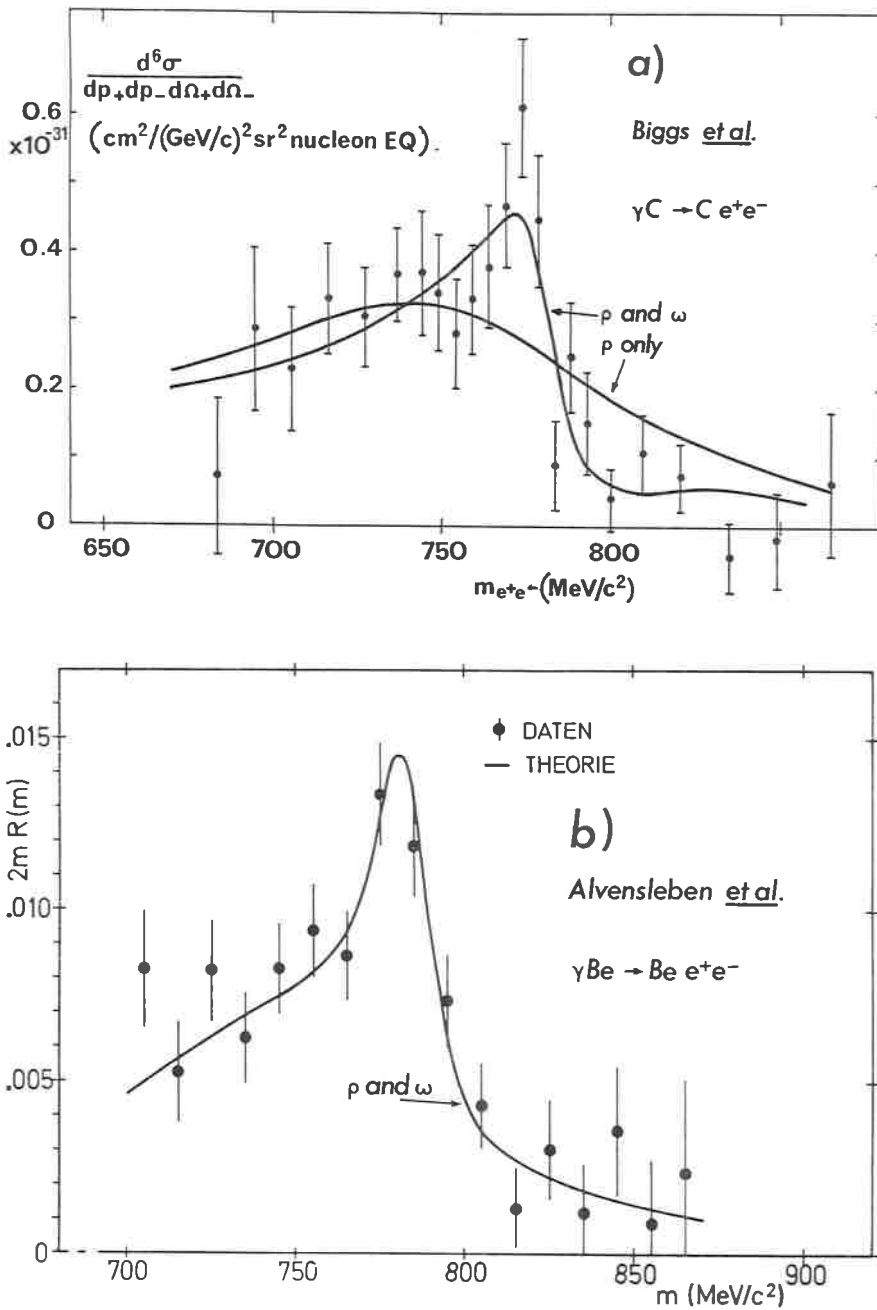 d⁶σ
dp₊dp₋dΩ₊dΩ₋
(cm²/(GeV/c)²sr²nucleon EQ)
a)
Biggs et al.
γC → C e⁺e⁻
0.6
x10⁻³¹
0.4
0.2
0
ρ and ω
ρ only
650
700
750
800
mₑ₊ₑ₋(MeV/c²)
2m R(m)
.015
.010
.005
0
DATEN
THEORIE
b)
Alvensleben et al.
γBe → Be e⁺e⁻
ρ and ω
700
750
800
850
900
m (MeV/c²)